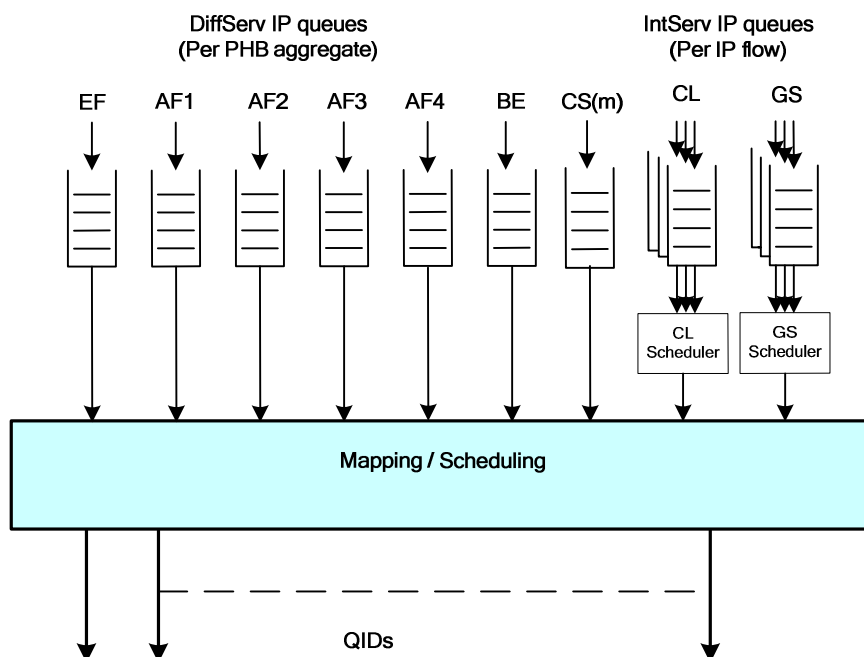 DiffServ IP queues
(Per PHB aggregate)
IntServ IP queues
(Per IP flow)
EF
AF1
AF2
AF3
AF4
BE
CS(m)
CL
GS
CL
Scheduler
GS
Scheduler
Mapping / Scheduling
QIDs